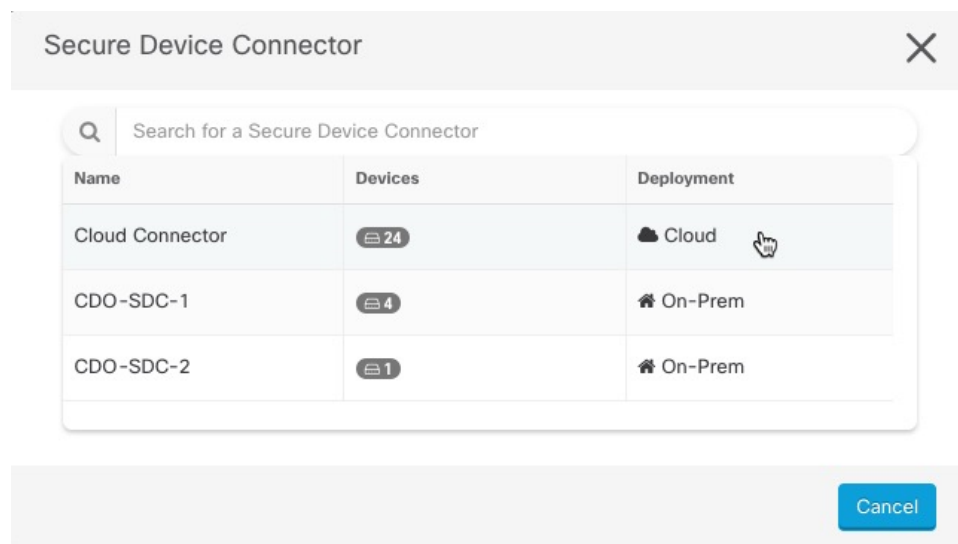 Secure Device Connector
Search for a Secure Device Connector
Name Devices Deployment
Cloud Connector 24 Cloud
CDO-SDC-1 4 On-Prem
CDO-SDC-2 1 On-Prem
Cancel